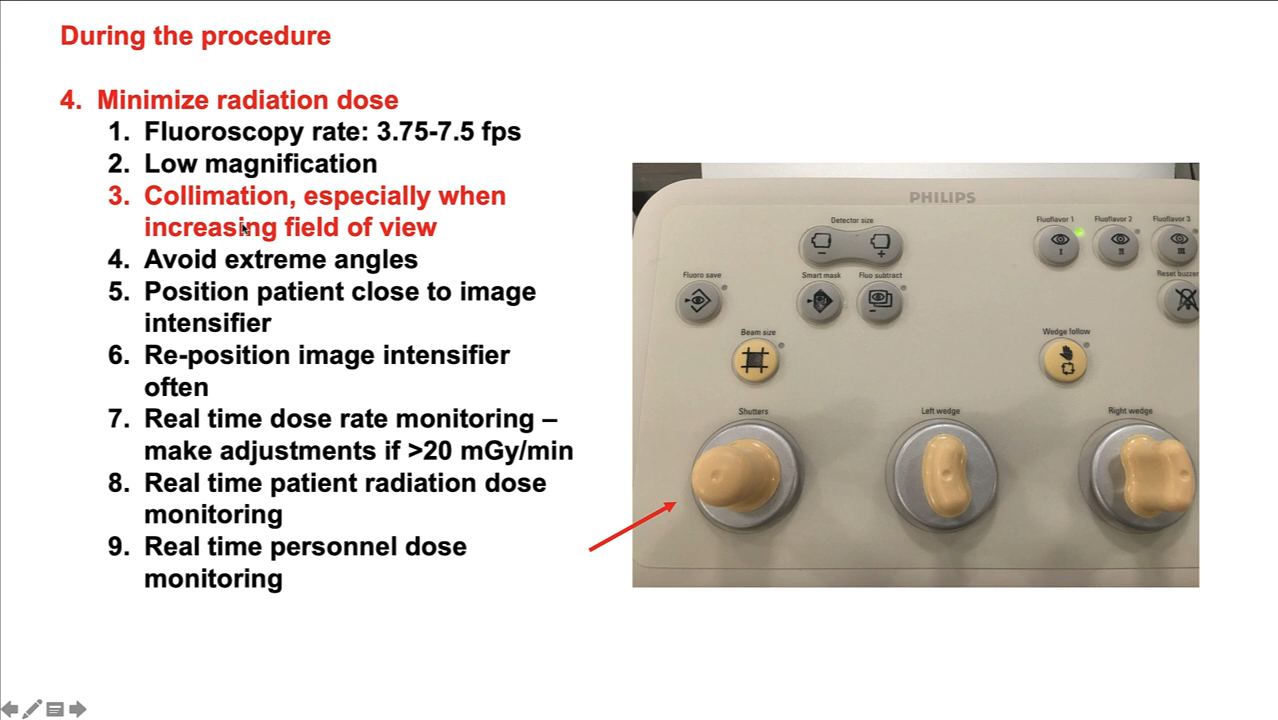 During the procedure
4. Minimize radiation dose
1. Fluoroscopy rate: 3.75-7.5 fps
2. Low magnification
3. Collimation, especially when
increasing field of view
4. Avoid extreme angles
5. Position patient close to image
intensifier
6. Re-position image intensifier
often
7. Real time dose rate monitoring –
make adjustments if >20 mGy/min
8. Real time patient radiation dose
monitoring
9. Real time personnel dose
monitoring
PHILIPS
Detector size
Fluoflavor 1
Fluoflavor 2
Fluoflavor 3
I
II
III
Fluoro save
Smart mask
Fluo subtract
Reset buzzer
Beam size
Wedge follow
Shutters
Left wedge
Right wedge